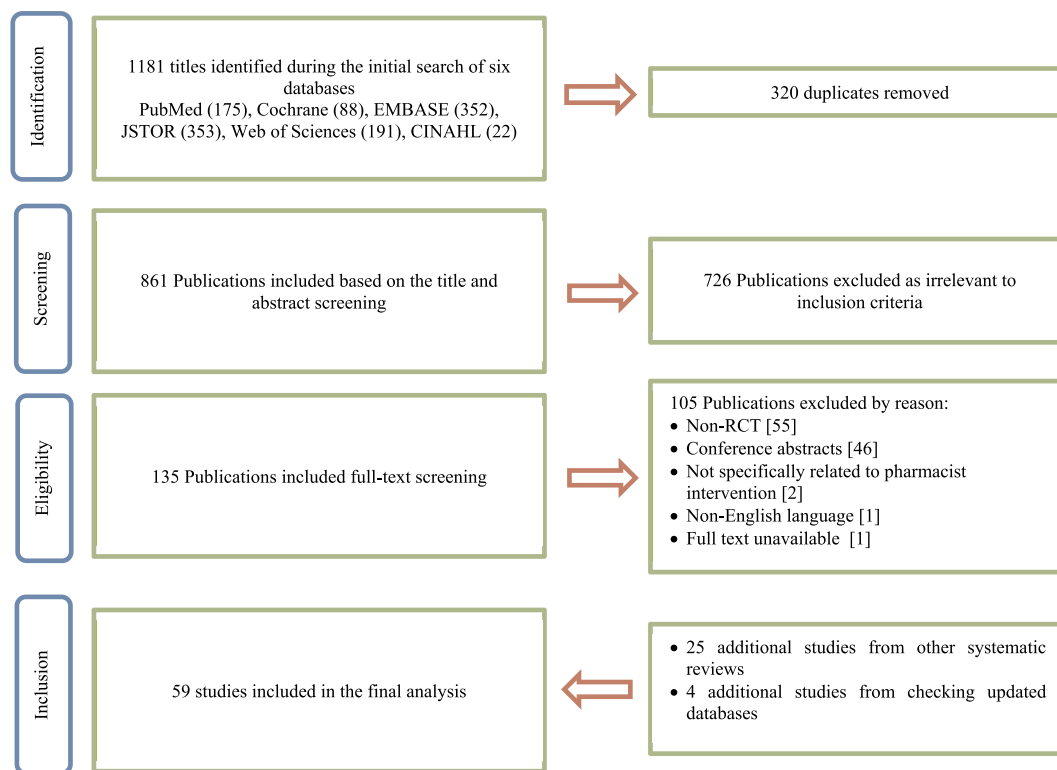 Identification
1181 titles identified during the initial search of six
databases
PubMed (175), Cochrane (88), EMBASE (352),
JSTOR (353), Web of Sciences (191), CINAHL (22)
320 duplicates removed
Screening
861 Publications included based on the title and
abstract screening
726 Publications excluded as irrelevant to
inclusion criteria
Eligibility
135 Publications included full-text screening
105 Publications excluded by reason:
• Non-RCT [55]
• Conference abstracts [46]
• Not specifically related to pharmacist
intervention [2]
• Non-English language [1]
• Full text unavailable [1]
Inclusion
59 studies included in the final analysis
• 25 additional studies from other systematic
reviews
• 4 additional studies from checking updated
databases